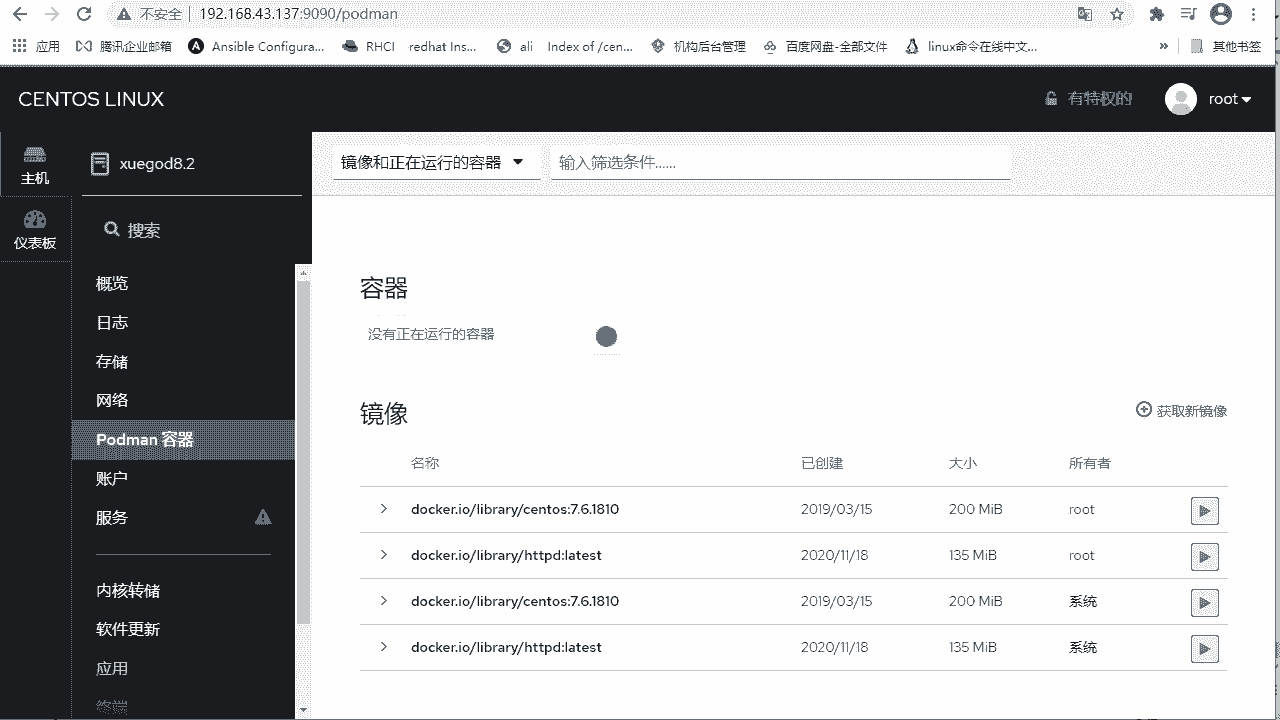 不安全 192.168.43.137:9090/podman
应用 腾讯企业邮箱 Ansible Configura... RHCI redhat Ins... ali Index of /cen... 机构后台管理 百度网盘-全部文件 linux命令在线中文... » 其他书签
CENTOS LINUX 有特权的 root
主机 xuegod8.2 镜像和正在运行的容器 输入筛选条件......
仪表板 搜索
概览
日志
存储
网络
Podman 容器
账户
服务
内核转储
软件更新
应用
终端
容器
没有正在运行的容器
镜像 获取新镜像
名称 已创建 大小 所有者
docker.io/library/centos:7.6.1810 2019/03/15 200 MiB root
docker.io/library/httpd:latest 2020/11/18 135 MiB root
docker.io/library/centos:7.6.1810 2019/03/15 200 MiB 系统
docker.io/library/httpd:latest 2020/11/18 135 MiB 系统